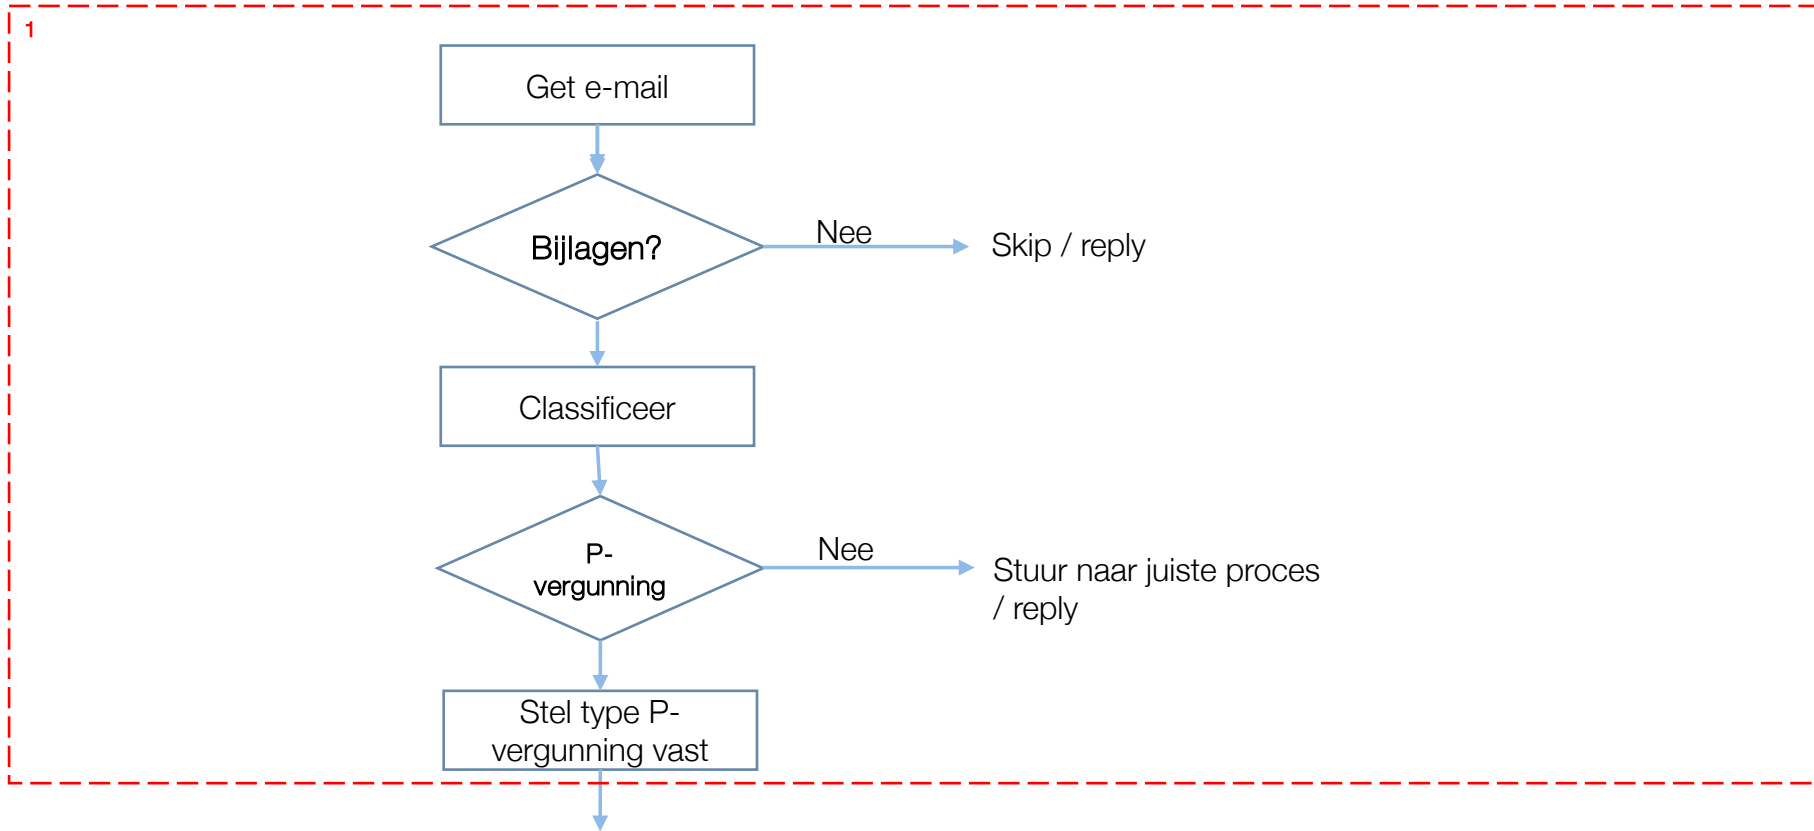 1
Get e-mail
Bijlagen?
Nee
Skip / reply
Classificeer
P-
vergunning
Nee
Stuur naar juiste proces
/ reply
Stel type P-
vergunning vast